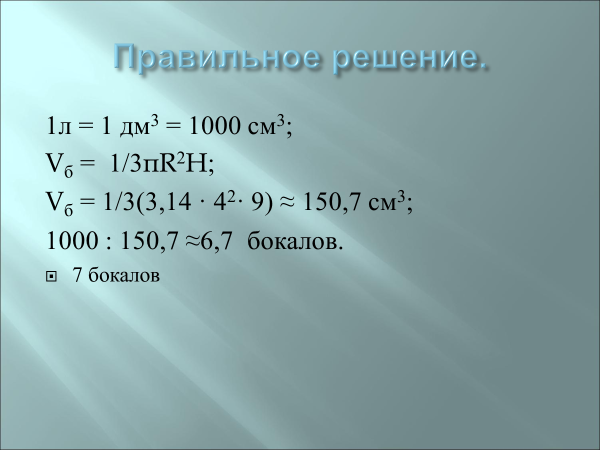 Правильное решение.
1л = 1 дм³ = 1000 см³;
Vб = 1/3πR²H;
Vб = 1/3(3,14 · 4²· 9) ≈ 150,7 см³;
1000 : 150,7 ≈6,7 бокалов.
7 бокалов